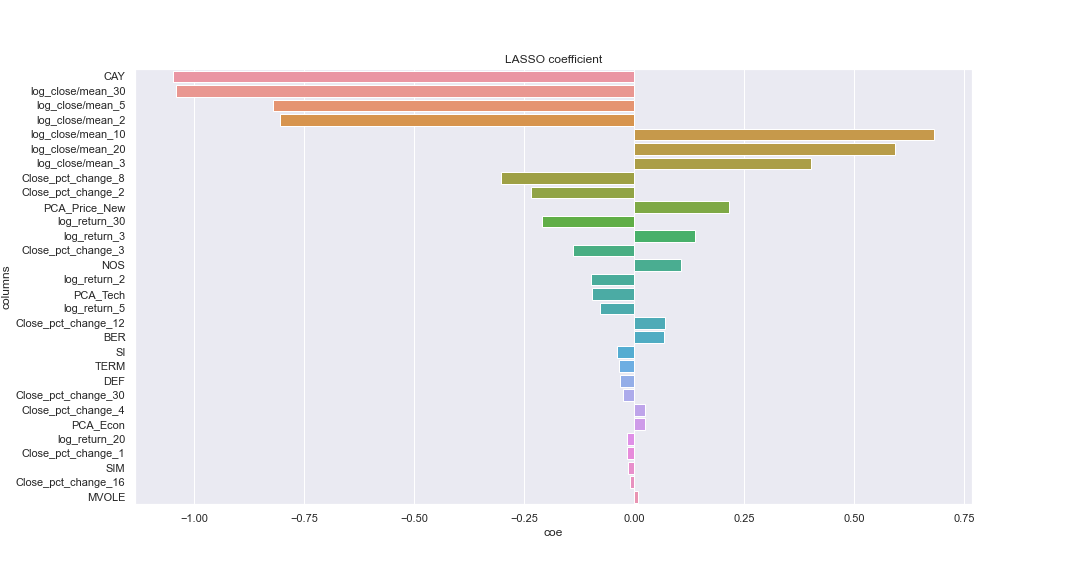 LASSO coefficient
columns
CAY
log_close/mean_30
log_close/mean_5
log_close/mean_2
log_close/mean_10
log_close/mean_20
log_close/mean_3
Close_pct_change_8
Close_pct_change_2
PCA_Price_New
log_return_30
log_return_3
Close_pct_change_3
NOS
log_return_2
PCA_Tech
log_return_5
Close_pct_change_12
BER
SI
TERM
DEF
Close_pct_change_30
Close_pct_change_4
PCA_Econ
log_return_20
Close_pct_change_1
SIM
Close_pct_change_16
MVOLE
−1.00 −0.75 −0.50 −0.25 0.00 0.25 0.50 0.75
coe